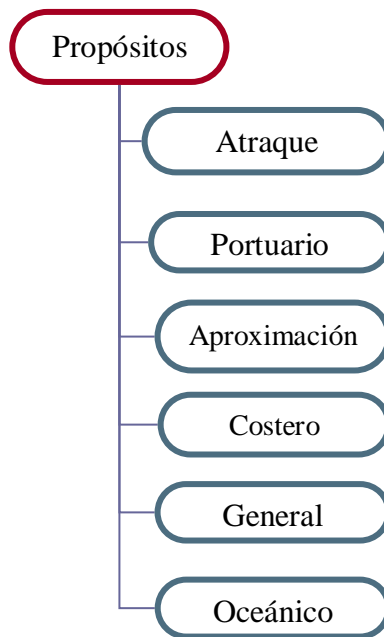 Propósitos
Atraque
Portuario
Aproximación
Costero
General
Oceánico